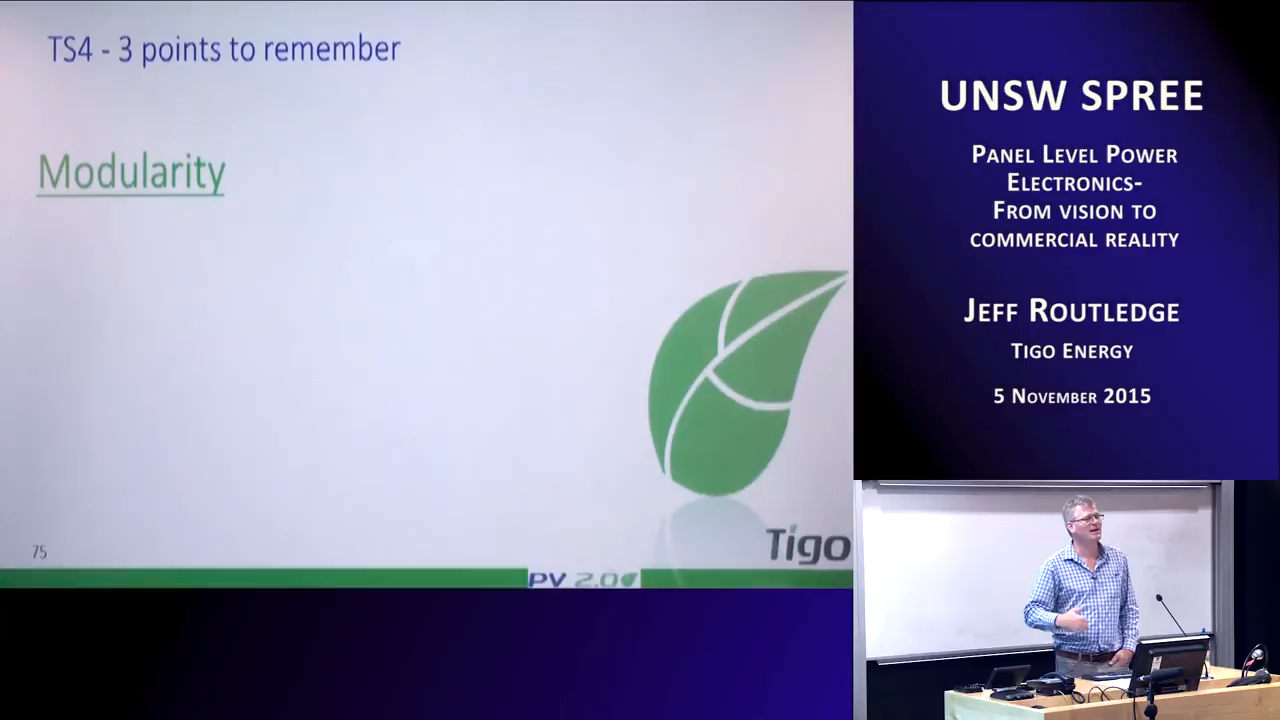 TS4 - 3 points to remember
Modularity
75
Tigo
PV 2.0
UNSW SPREE
PANEL LEVEL POWER
ELECTRONICS-
FROM VISION TO
COMMERCIAL REALITY
JEFF ROUTLEDGE
TIGO ENERGY
5 NOVEMBER 2015